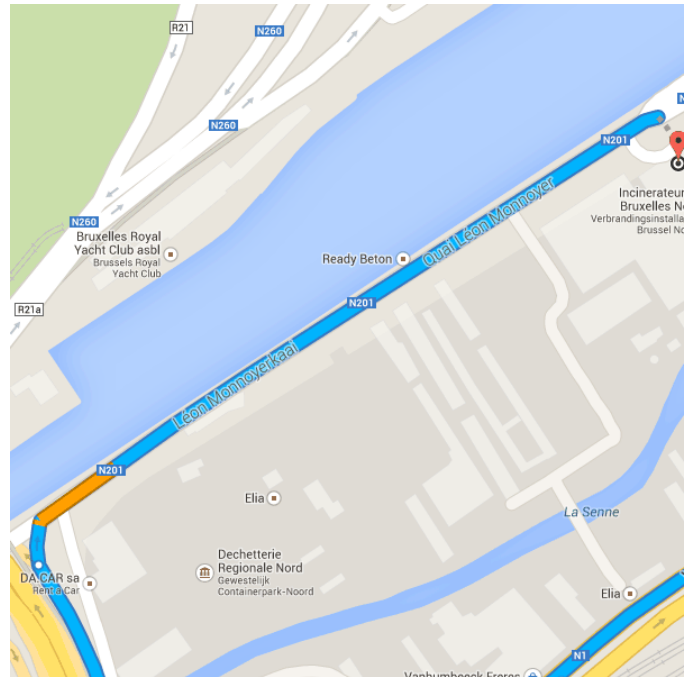 R21
N260
N260
N201
Incinerateur
Bruxelles
Verbrandingsinstalla
Brussel
N260
Bruxelles Royal
Yacht Club asbl
Brussels Royal
Yacht Club
Ready Beton
Quai Léon Monnoyer
R21a
N201
Léon Monnoyerkaai
N201
Elia
La Senne
Dechetterie
Regionale Nord
Gewestelijk
Containerpark-Noord
DA.CAR sa
Rent a Car
Elia
N1
Vanhumbeeck Freres